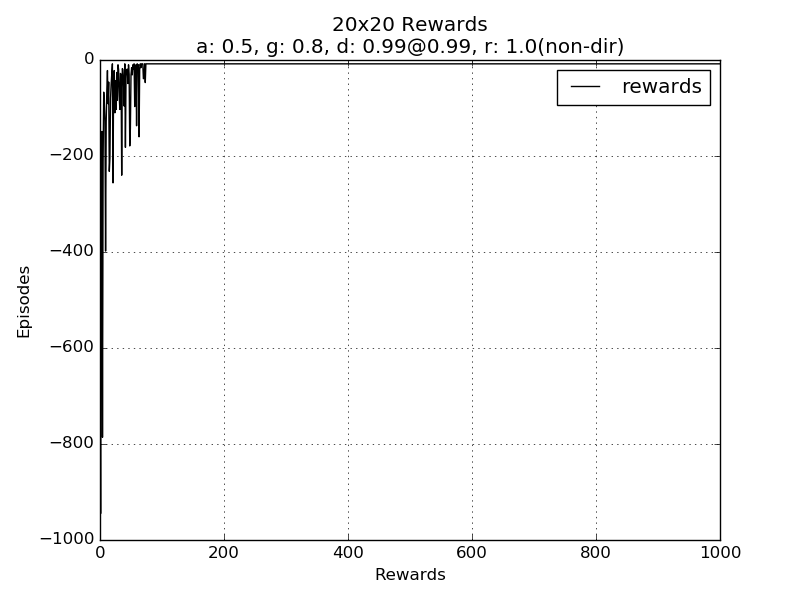 20x20 Rewards
a: 0.5, g: 0.8, d: 0.99@0.99, r: 1.0(non-dir)
rewards
0
−200
−400
−600
−800
−1000
Episodes
0 200 400 600 800 1000
Rewards